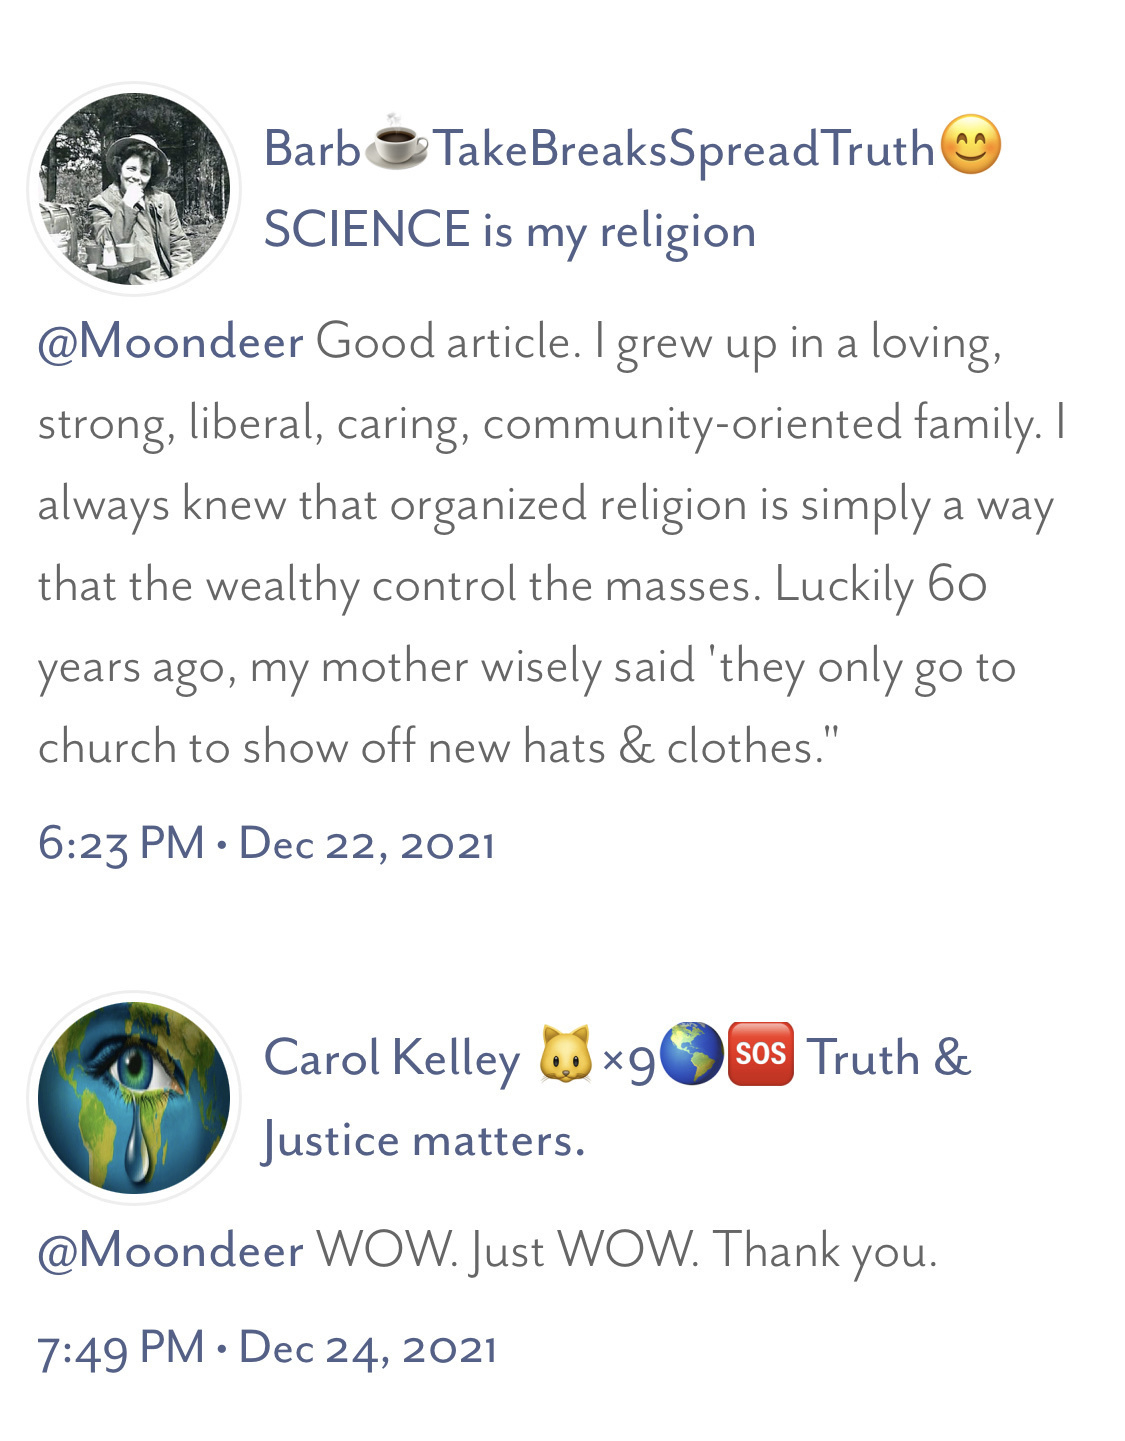 Barb☕TakeBreaksSpreadTruth😊
SCIENCE is my religion
@Moondeer Good article. I grew up in a loving,
strong, liberal, caring, community-oriented family. I
always knew that organized religion is simply a way
that the wealthy control the masses. Luckily 60
years ago, my mother wisely said 'they only go to
church to show off new hats & clothes."
6:23 PM • Dec 22, 2021
Carol Kelley 🐱×9🌎🆘 Truth &
Justice matters.
@Moondeer WOW. Just WOW. Thank you.
7:49 PM • Dec 24, 2021